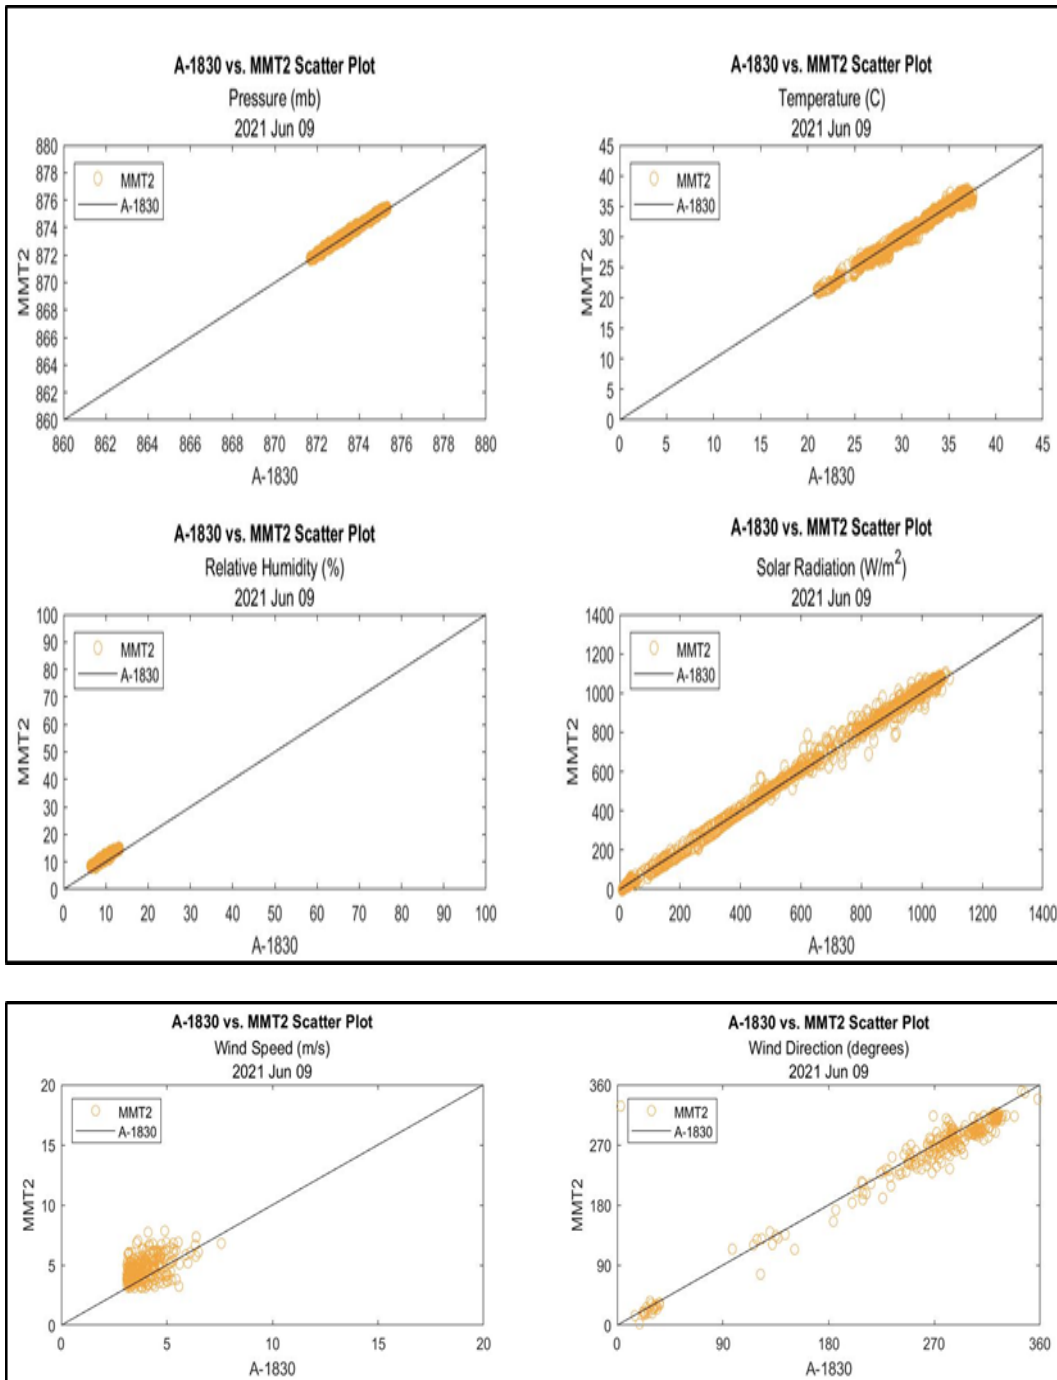 A-1830 vs. MMT2 Scatter Plot
Pressure (mb)
2021 Jun 09
880
878
876
874
872
870
868
866
864
862
860
MMT2
MMT2
A-1830
860 862 864 866 868 870 872 874 876 878 880
A-1830
A-1830 vs. MMT2 Scatter Plot
Temperature (C)
2021 Jun 09
45
40
35
30
25
20
15
10
5
0
MMT2
MMT2
A-1830
0 5 10 15 20 25 30 35 40 45
A-1830
A-1830 vs. MMT2 Scatter Plot
Relative Humidity (%)
2021 Jun 09
100
90
80
70
60
50
40
30
20
10
0
MMT2
MMT2
A-1830
0 10 20 30 40 50 60 70 80 90 100
A-1830
A-1830 vs. MMT2 Scatter Plot
Solar Radiation (W/m²)
2021 Jun 09
1400
1200
1000
800
600
400
200
0
MMT2
MMT2
A-1830
0 200 400 600 800 1000 1200 1400
A-1830
A-1830 vs. MMT2 Scatter Plot
Wind Speed (m/s)
2021 Jun 09
20
15
10
5
0
MMT2
MMT2
A-1830
0 5 10 15 20
A-1830
A-1830 vs. MMT2 Scatter Plot
Wind Direction (degrees)
2021 Jun 09
360
270
180
90
0
MMT2
MMT2
A-1830
0 90 180 270 360
A-1830